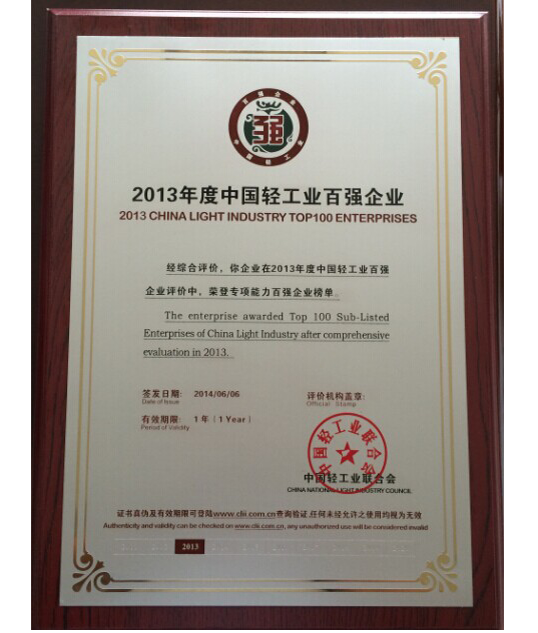 百强企业
强
中国轻工业
2013年度中国轻工业百强企业
2013 CHINA LIGHT INDUSTRY TOP100 ENTERPRISES
经综合评价，你企业在2013年度中国轻工业百强
企业评价中，荣登专项能力百强企业榜单。
The enterprise awarded Top 100 Sub-Listed
Enterprises of China Light Industry after comprehensive
evaluation in 2013.
签发日期： 2014/06/06 评价机构盖章：
Date of Issue Official Stamp
有效期限： 1年（1 Year）
Period of Validity
中国轻工业联合会
中国轻工业联合会
CHINA NATIONAL LIGHT INDUSTRY COUNCIL
证书真伪及有效期限可登陆www.clii.com.cn查询验证,任何未经允许之使用均视为无效
Authenticity and validity can be checked on www.clii.com.cn, any unauthorized use will be considered invalid
2013